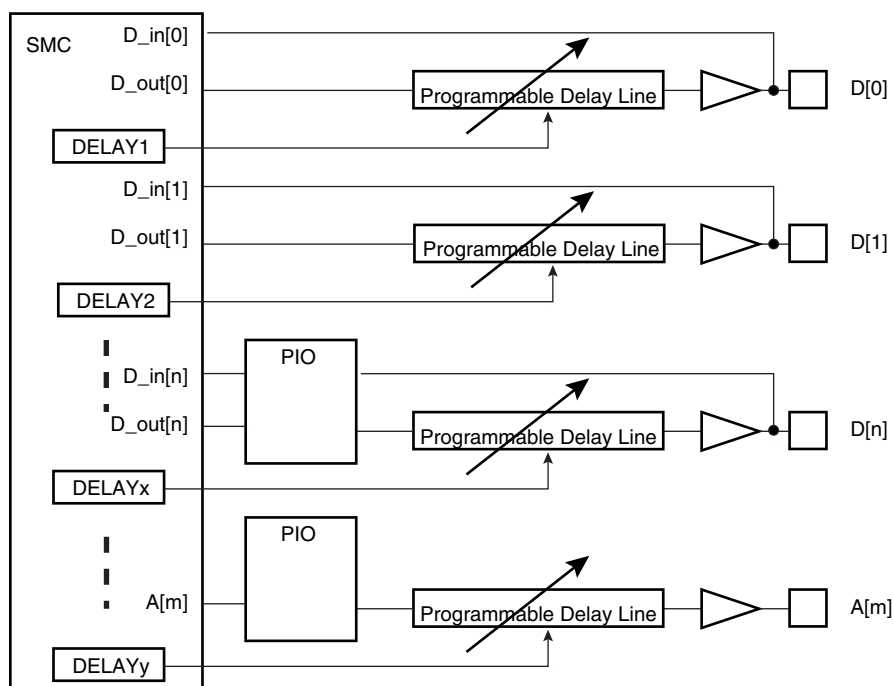 SMC
D_in[0]
D_out[0]
Programmable Delay Line
D[0]
DELAY1
D_in[1]
D_out[1]
Programmable Delay Line
D[1]
DELAY2
PIO
D_in[n]
D_out[n]
Programmable Delay Line
D[n]
DELAYx
PIO
A[m]
Programmable Delay Line
A[m]
DELAYy